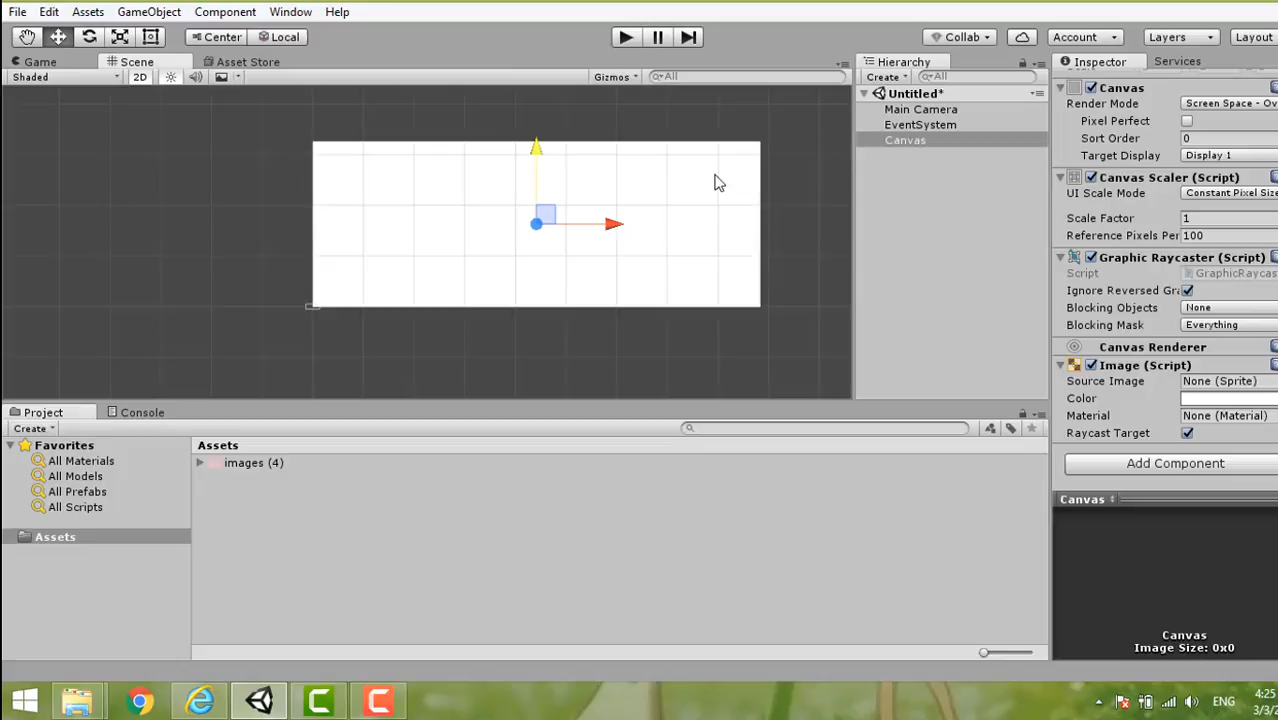 File Edit Assets GameObject Component Window Help
Center Local Collab Account Layers Layout
Game Scene Asset Store Hierarchy Inspector Services
Shaded 2D Gizmos All Create All
Untitled*
Main Camera
EventSystem
Canvas
Canvas
Render Mode Screen Space - Ov
Pixel Perfect
Sort Order 0
Target Display Display 1
Canvas Scaler (Script)
UI Scale Mode Constant Pixel Size
Scale Factor 1
Reference Pixels Per 100
Graphic Raycaster (Script)
Script GraphicRaycas
Ignore Reversed Gra
Blocking Objects None
Blocking Mask Everything
Canvas Renderer
Image (Script)
Source Image None (Sprite)
Color
Material None (Material)
Raycast Target
Add Component
Canvas
Canvas
Image Size: 0x0
Project Console
Create
Favorites
All Materials
All Models
All Prefabs
All Scripts
Assets
Assets
images (4)
ENG
4:25
3/3/2